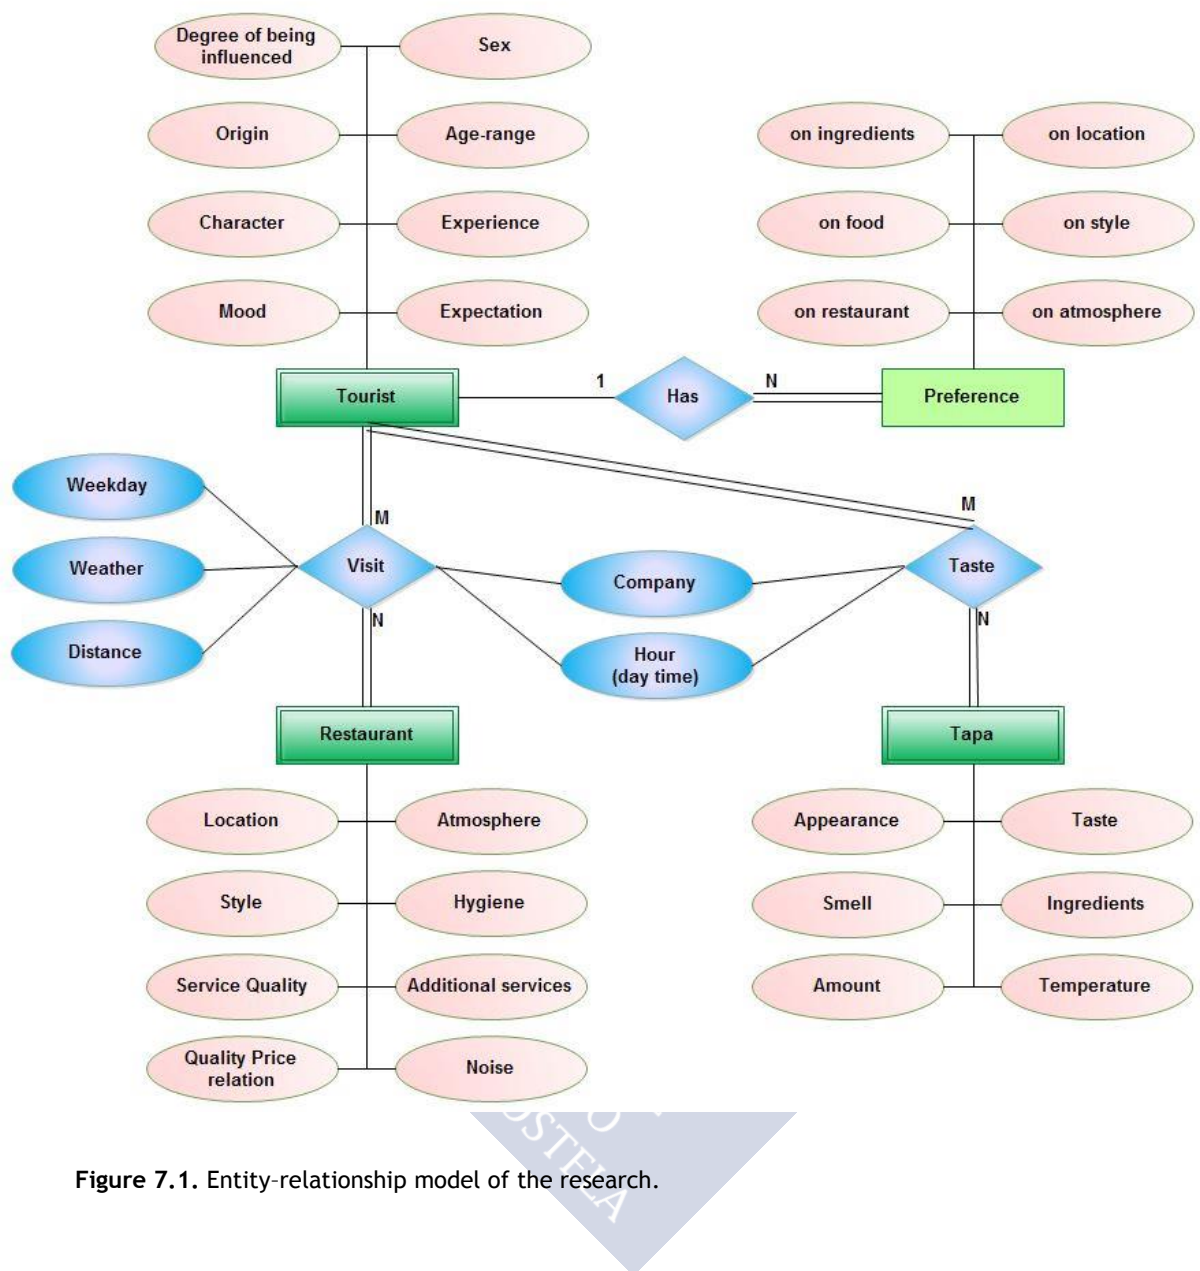 Degree of being
influenced
Sex
Origin
Age-range
on ingredients
on location
Character
Experience
on food
on style
Mood
Expectation
on restaurant
on atmosphere
Tourist
1
Has
N
Preference
Weekday
M
M
Weather
Visit
Company
Taste
Distance
N
Hour
(day time)
N
Restaurant
Tapa
Location
Atmosphere
Appearance
Taste
Style
Hygiene
Smell
Ingredients
Service Quality
Additional services
Amount
Temperature
Quality Price
relation
Noise
Figure 7.1. Entity-relationship model of the research.